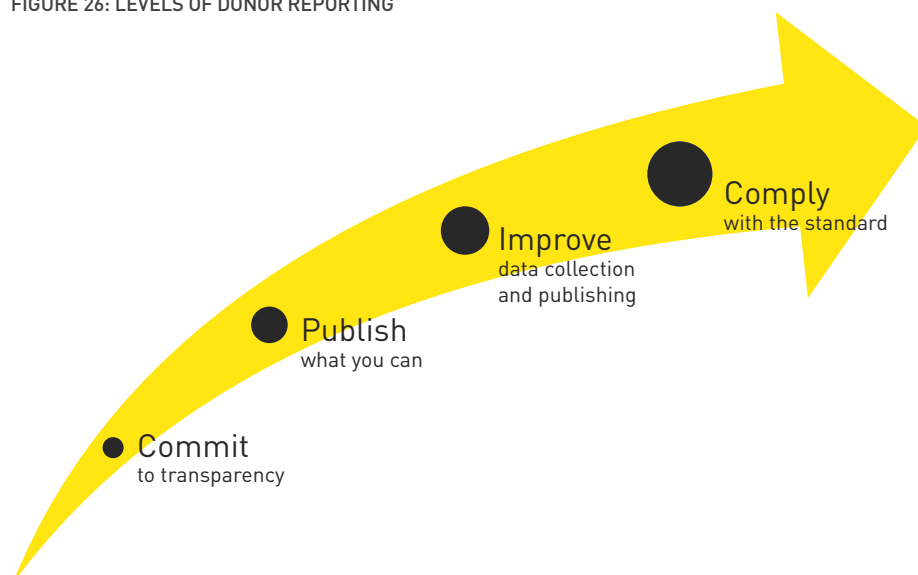 FIGURE 26: LEVELS OF DONOR REPORTING
Comply
with the standard
Improve
data collection
and publishing
Publish
what you can
Commit
to transparency